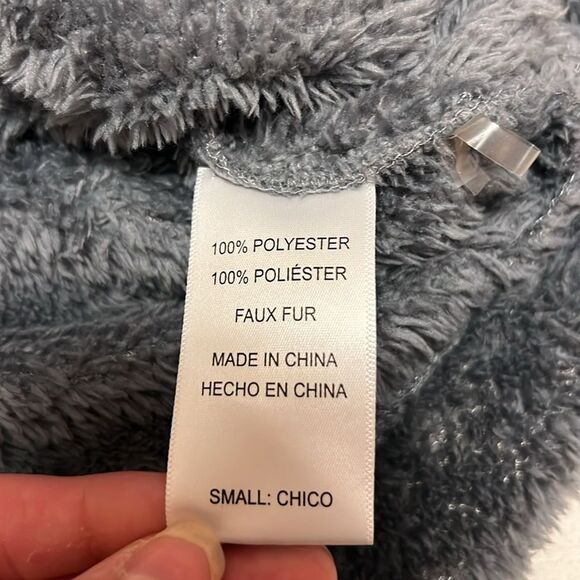 100% POLYESTER
100% POLIÉSTER
FAUX FUR
MADE IN CHINA
HECHO EN CHINA
SMALL: CHICO